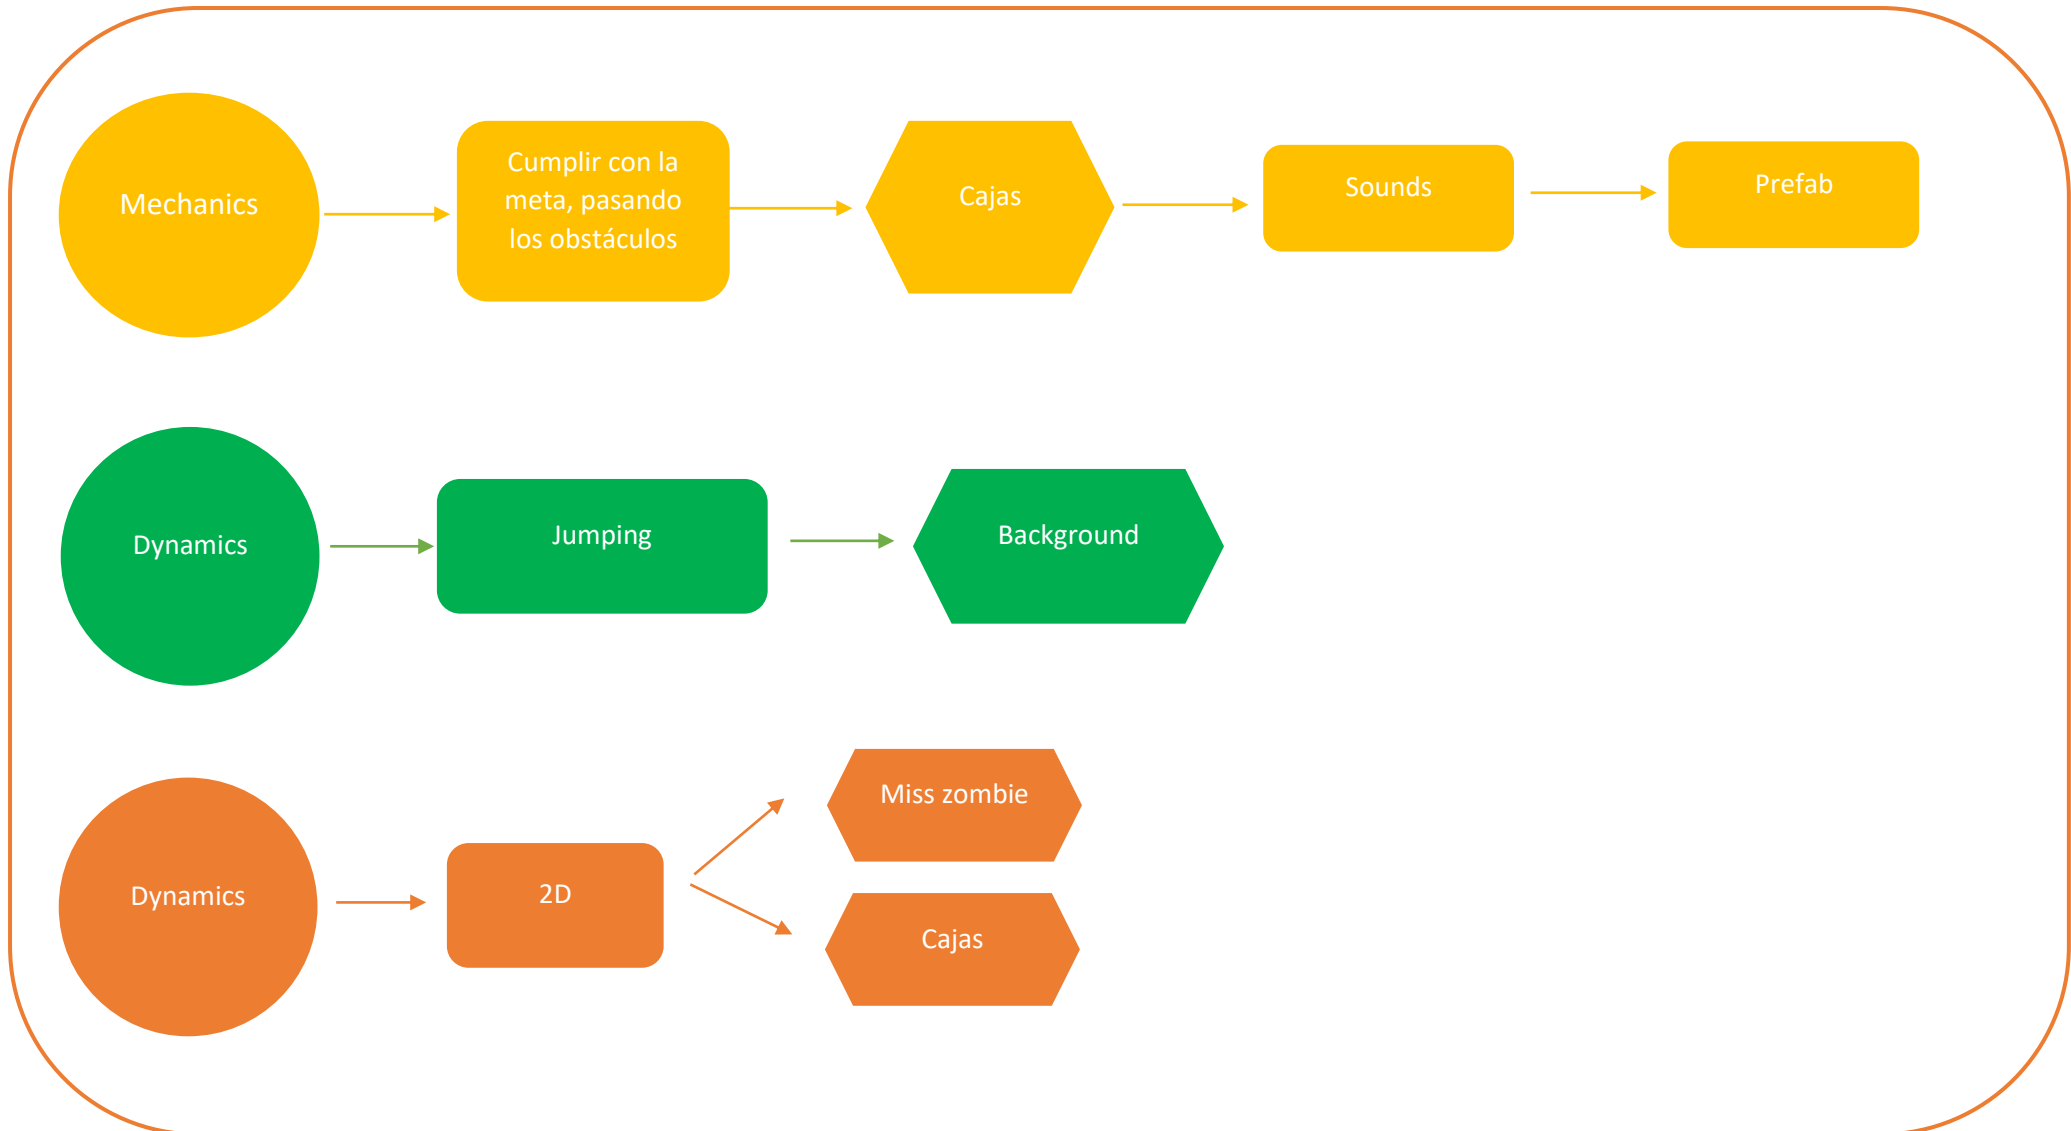 Mechanics
Cumplir con la
meta, pasando
los obstáculos
Cajas
Sounds
Prefab
Dynamics
Jumping
Background
Dynamics
2D
Miss zombie
Cajas